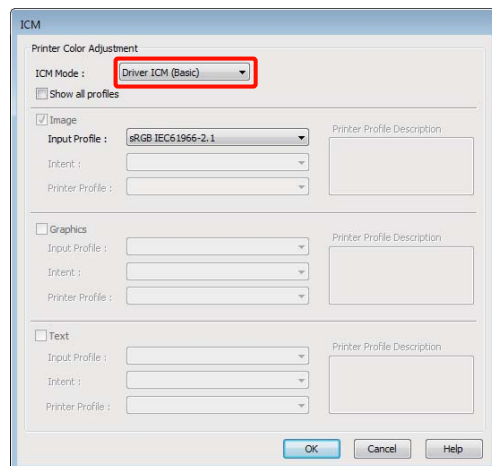 ICM
Printer Color Adjustment
ICM Mode : Driver ICM (Basic)
Show all profiles
Image
Input Profile : sRGB IEC61966-2.1
Intent :
Printer Profile :
Printer Profile Description
Graphics
Input Profile :
Intent :
Printer Profile :
Printer Profile Description
Text
Input Profile :
Intent :
Printer Profile :
Printer Profile Description
OK Cancel Help